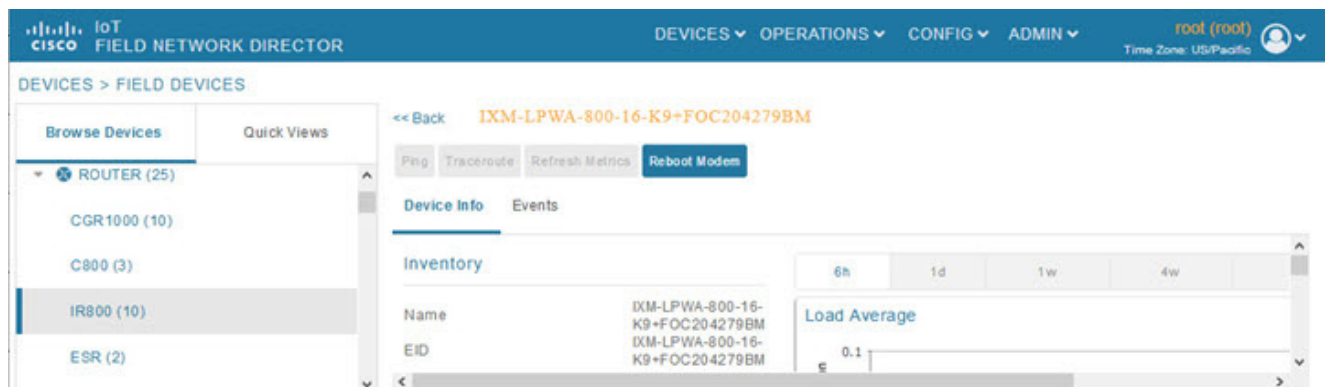 IoT
CISCO FIELD NETWORK DIRECTOR
DEVICES OPERATIONS CONFIG ADMIN
root (root)
Time Zone: US/Pacific
DEVICES > FIELD DEVICES
Browse Devices
Quick Views
ROUTER (25)
CGR1000 (10)
C800 (3)
IR800 (10)
ESR (2)
<< Back IXM-LPWA-800-16-K9+FOC204279BM
Ping Traceroute Refresh Metrics Reboot Modem
Device Info Events
Inventory
Name IXM-LPWA-800-16-
K9+FOC204279BM
EID IXM-LPWA-800-16-
K9+FOC204279BM
6h 1d 1w 4w
Load Average
0.1